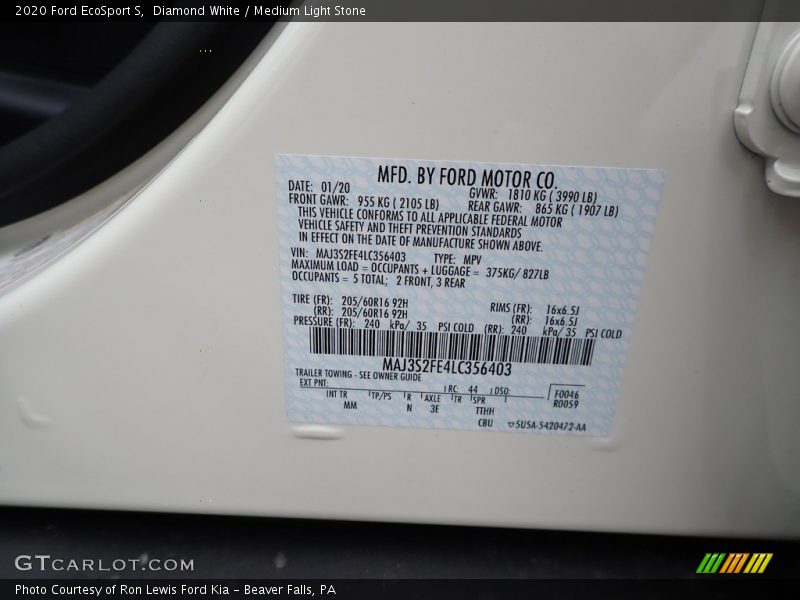 2020 Ford EcoSport S, Diamond White / Medium Light Stone
MFD. BY FORD MOTOR CO.
DATE: 01/20 GVWR: 1810 KG ( 3990 LB)
FRONT GAWR: 955 KG ( 2105 LB) REAR GAWR: 865 KG ( 1907 LB)
THIS VEHICLE CONFORMS TO ALL APPLICABLE FEDERAL MOTOR
VEHICLE SAFETY AND THEFT PREVENTION STANDARDS
IN EFFECT ON THE DATE OF MANUFACTURE SHOWN ABOVE.
VIN: MAJ3S2FE4LC356403 TYPE: MPV
MAXIMUM LOAD = OCCUPANTS + LUGGAGE = 375KG/ 827LB
OCCUPANTS = 5 TOTAL; 2 FRONT, 3 REAR
TIRE (FR): 205/60R16 92H RIMS (FR): 16x6.5J
(RR): 205/60R16 92H (RR): 16x6.5J
PRESSURE (FR): 240 kPa/ 35 PSI COLD (RR): 240 kPa/ 35 PSI COLD
MAJ3S2FE4LC356403
TRAILER TOWING - SEE OWNER GUIDE
EXT PNT: RC: 44 DSO: F0046
INT TR TP/PS R AXLE TR SPR R0059
MM N 3E TTHH
CBU SU5A-5420472-AA
GTCARLOT.COM
Photo Courtesy of Ron Lewis Ford Kia - Beaver Falls, PA